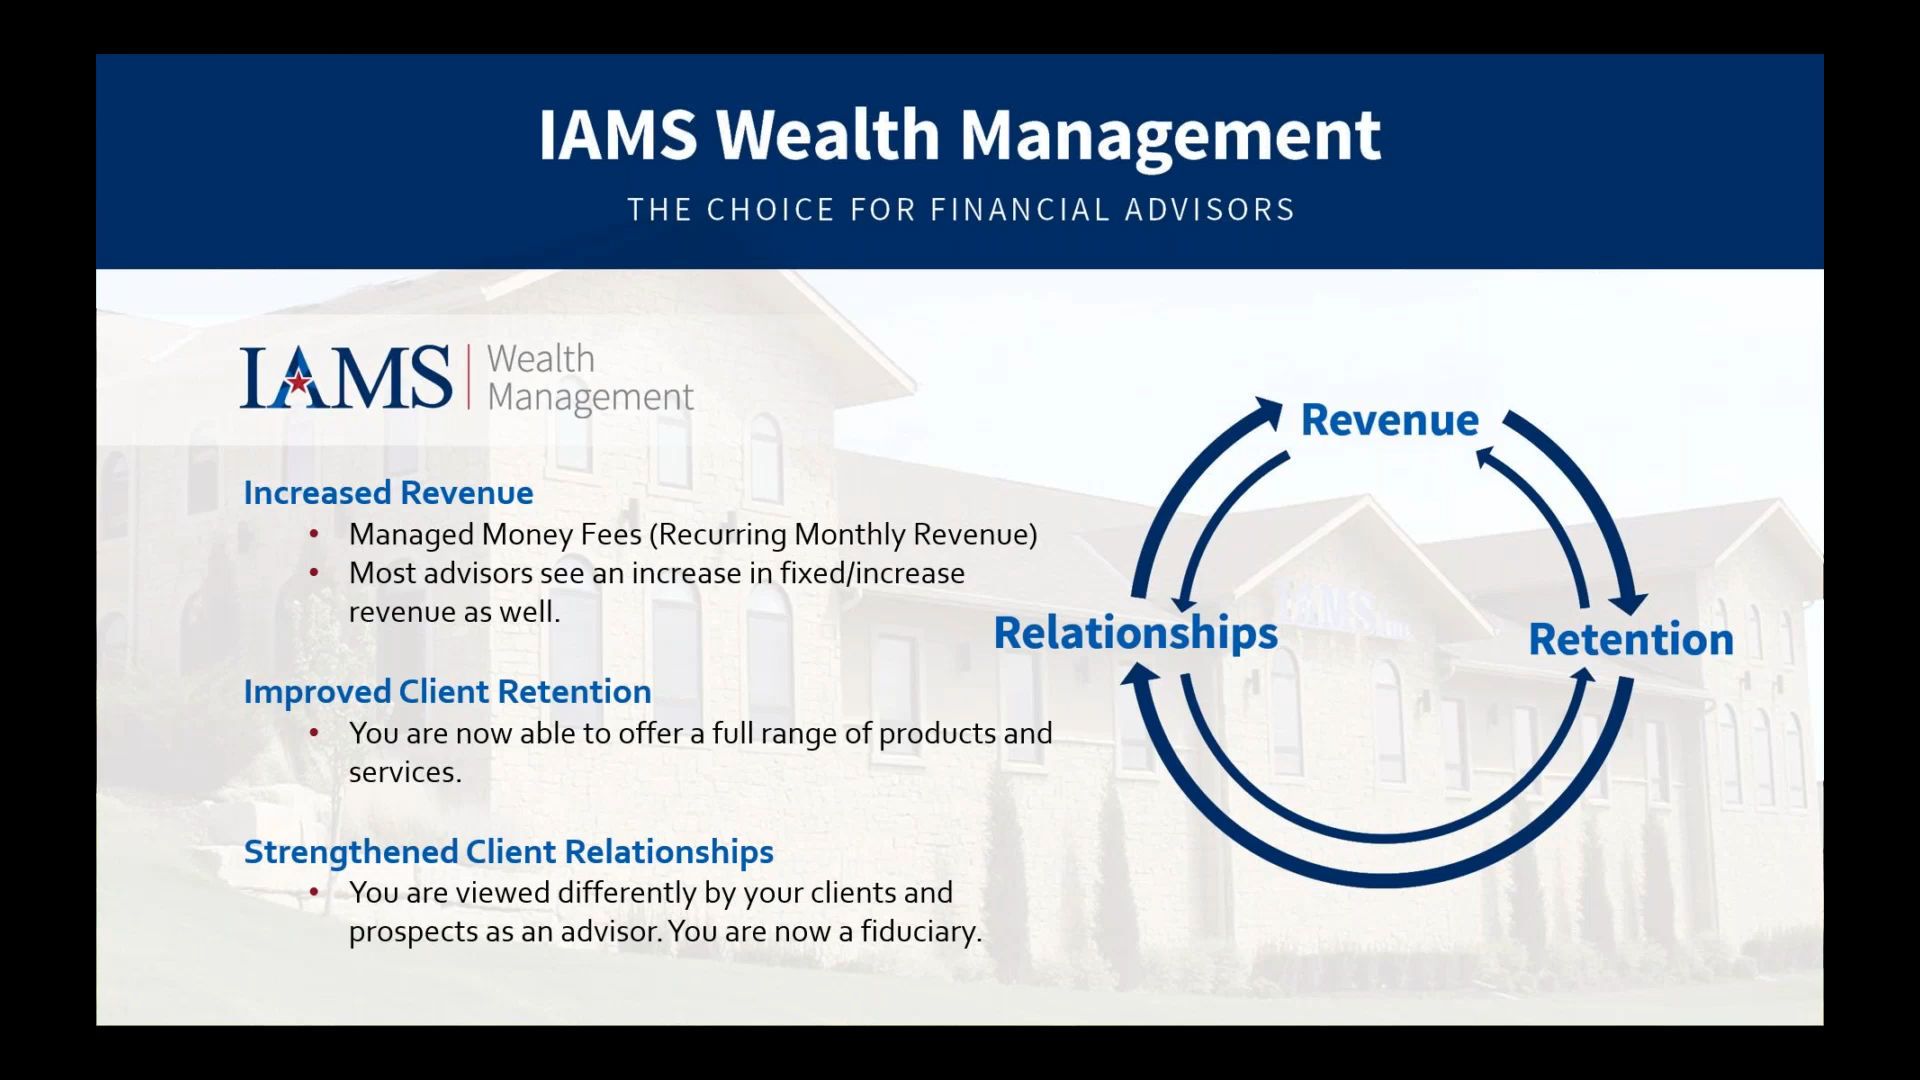 IAMS Wealth Management
THE CHOICE FOR FINANCIAL ADVISORS
IAMS Wealth
Management
Increased Revenue
• Managed Money Fees (Recurring Monthly Revenue)
• Most advisors see an increase in fixed/increase
revenue as well.
Improved Client Retention
• You are now able to offer a full range of products and
services.
Strengthened Client Relationships
• You are viewed differently by your clients and
prospects as an advisor. You are now a fiduciary.
Revenue
Relationships
Retention
IAMS